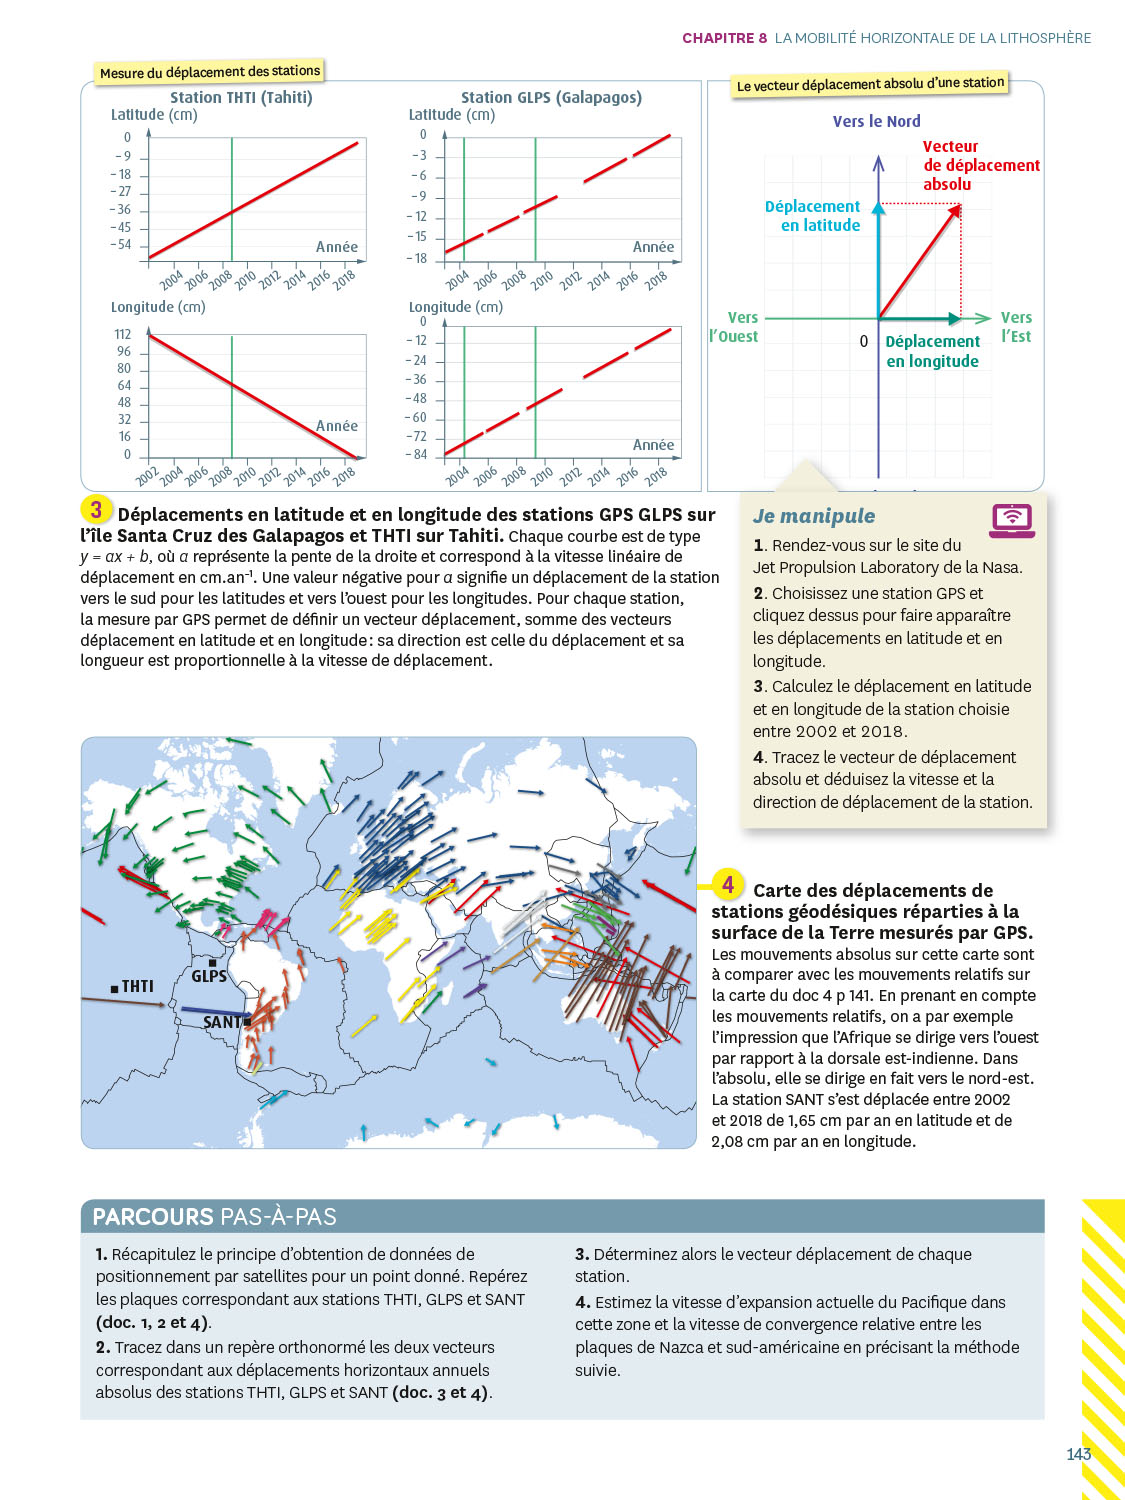 CHAPITRE 8 LA MOBILITÉ HORIZONTALE DE LA LITHOSPHÈRE
Mesure du déplacement des stations
Station THTI (Tahiti)
Latitude (cm)
0
–9
–18
–27
–36
–45
–54
Année
2004 2006 2008 2010 2012 2014 2016 2018
Longitude (cm)
112
96
80
64
48
32
16
0
Année
2002 2004 2006 2008 2010 2012 2014 2016 2018
Station GLPS (Galapagos)
Latitude (cm)
0
–3
–6
–9
–12
–15
–18
Année
2004 2006 2008 2010 2012 2014 2016 2018
Longitude (cm)
0
–12
–24
–36
–48
–60
–72
–84
Année
2004 2006 2008 2010 2012 2014 2016 2018
Le vecteur déplacement absolu d'une station
Vers le Nord
Vecteur
de déplacement
absolu
Déplacement
en latitude
Vers
l'Ouest
Vers
l'Est
0
Déplacement
en longitude
3 Déplacements en latitude et en longitude des stations GPS GLPS sur
l'île Santa Cruz des Galapagos et THTI sur Tahiti. Chaque courbe est de type
y = ax + b, où a représente la pente de la droite et correspond à la vitesse linéaire de
déplacement en cm.an⁻¹. Une valeur négative pour a signifie un déplacement de la station
vers le sud pour les latitudes et vers l'ouest pour les longitudes. Pour chaque station,
la mesure par GPS permet de définir un vecteur déplacement, somme des vecteurs
déplacement en latitude et en longitude : sa direction est celle du déplacement et sa
longueur est proportionnelle à la vitesse de déplacement.
Je manipule
1. Rendez-vous sur le site du
Jet Propulsion Laboratory de la Nasa.
2. Choisissez une station GPS et
cliquez dessus pour faire apparaître
les déplacements en latitude et en
longitude.
3. Calculez le déplacement en latitude
et en longitude de la station choisie
entre 2002 et 2018.
4. Tracez le vecteur de déplacement
absolu et déduisez la vitesse et la
direction de déplacement de la station.
GLPS
THTI
SANT
4 Carte des déplacements de
stations géodésiques réparties à la
surface de la Terre mesurés par GPS.
Les mouvements absolus sur cette carte sont
à comparer avec les mouvements relatifs sur
la carte du doc 4 p 141. En prenant en compte
les mouvements relatifs, on a par exemple
l'impression que l'Afrique se dirige vers l'ouest
par rapport à la dorsale est-indienne. Dans
l'absolu, elle se dirige en fait vers le nord-est.
La station SANT s'est déplacée entre 2002
et 2018 de 1,65 cm par an en latitude et de
2,08 cm par an en longitude.
PARCOURS PAS-À-PAS
1. Récapitulez le principe d'obtention de données de
positionnement par satellites pour un point donné. Repérez
les plaques correspondant aux stations THTI, GLPS et SANT
(doc. 1, 2 et 4).
2. Tracez dans un repère orthonormé les deux vecteurs
correspondant aux déplacements horizontaux annuels
absolus des stations THTI, GLPS et SANT (doc. 3 et 4).
3. Déterminez alors le vecteur déplacement de chaque
station.
4. Estimez la vitesse d'expansion actuelle du Pacifique dans
cette zone et la vitesse de convergence relative entre les
plaques de Nazca et sud-américaine en précisant la méthode
suivie.
143